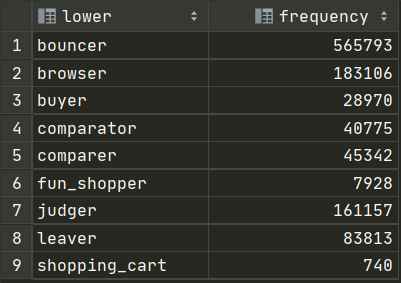 lower frequency
1 bouncer 565793
2 browser 183106
3 buyer 28970
4 comparator 40775
5 comparer 45342
6 fun_shopper 7928
7 judger 161157
8 leaver 83813
9 shopping_cart 740